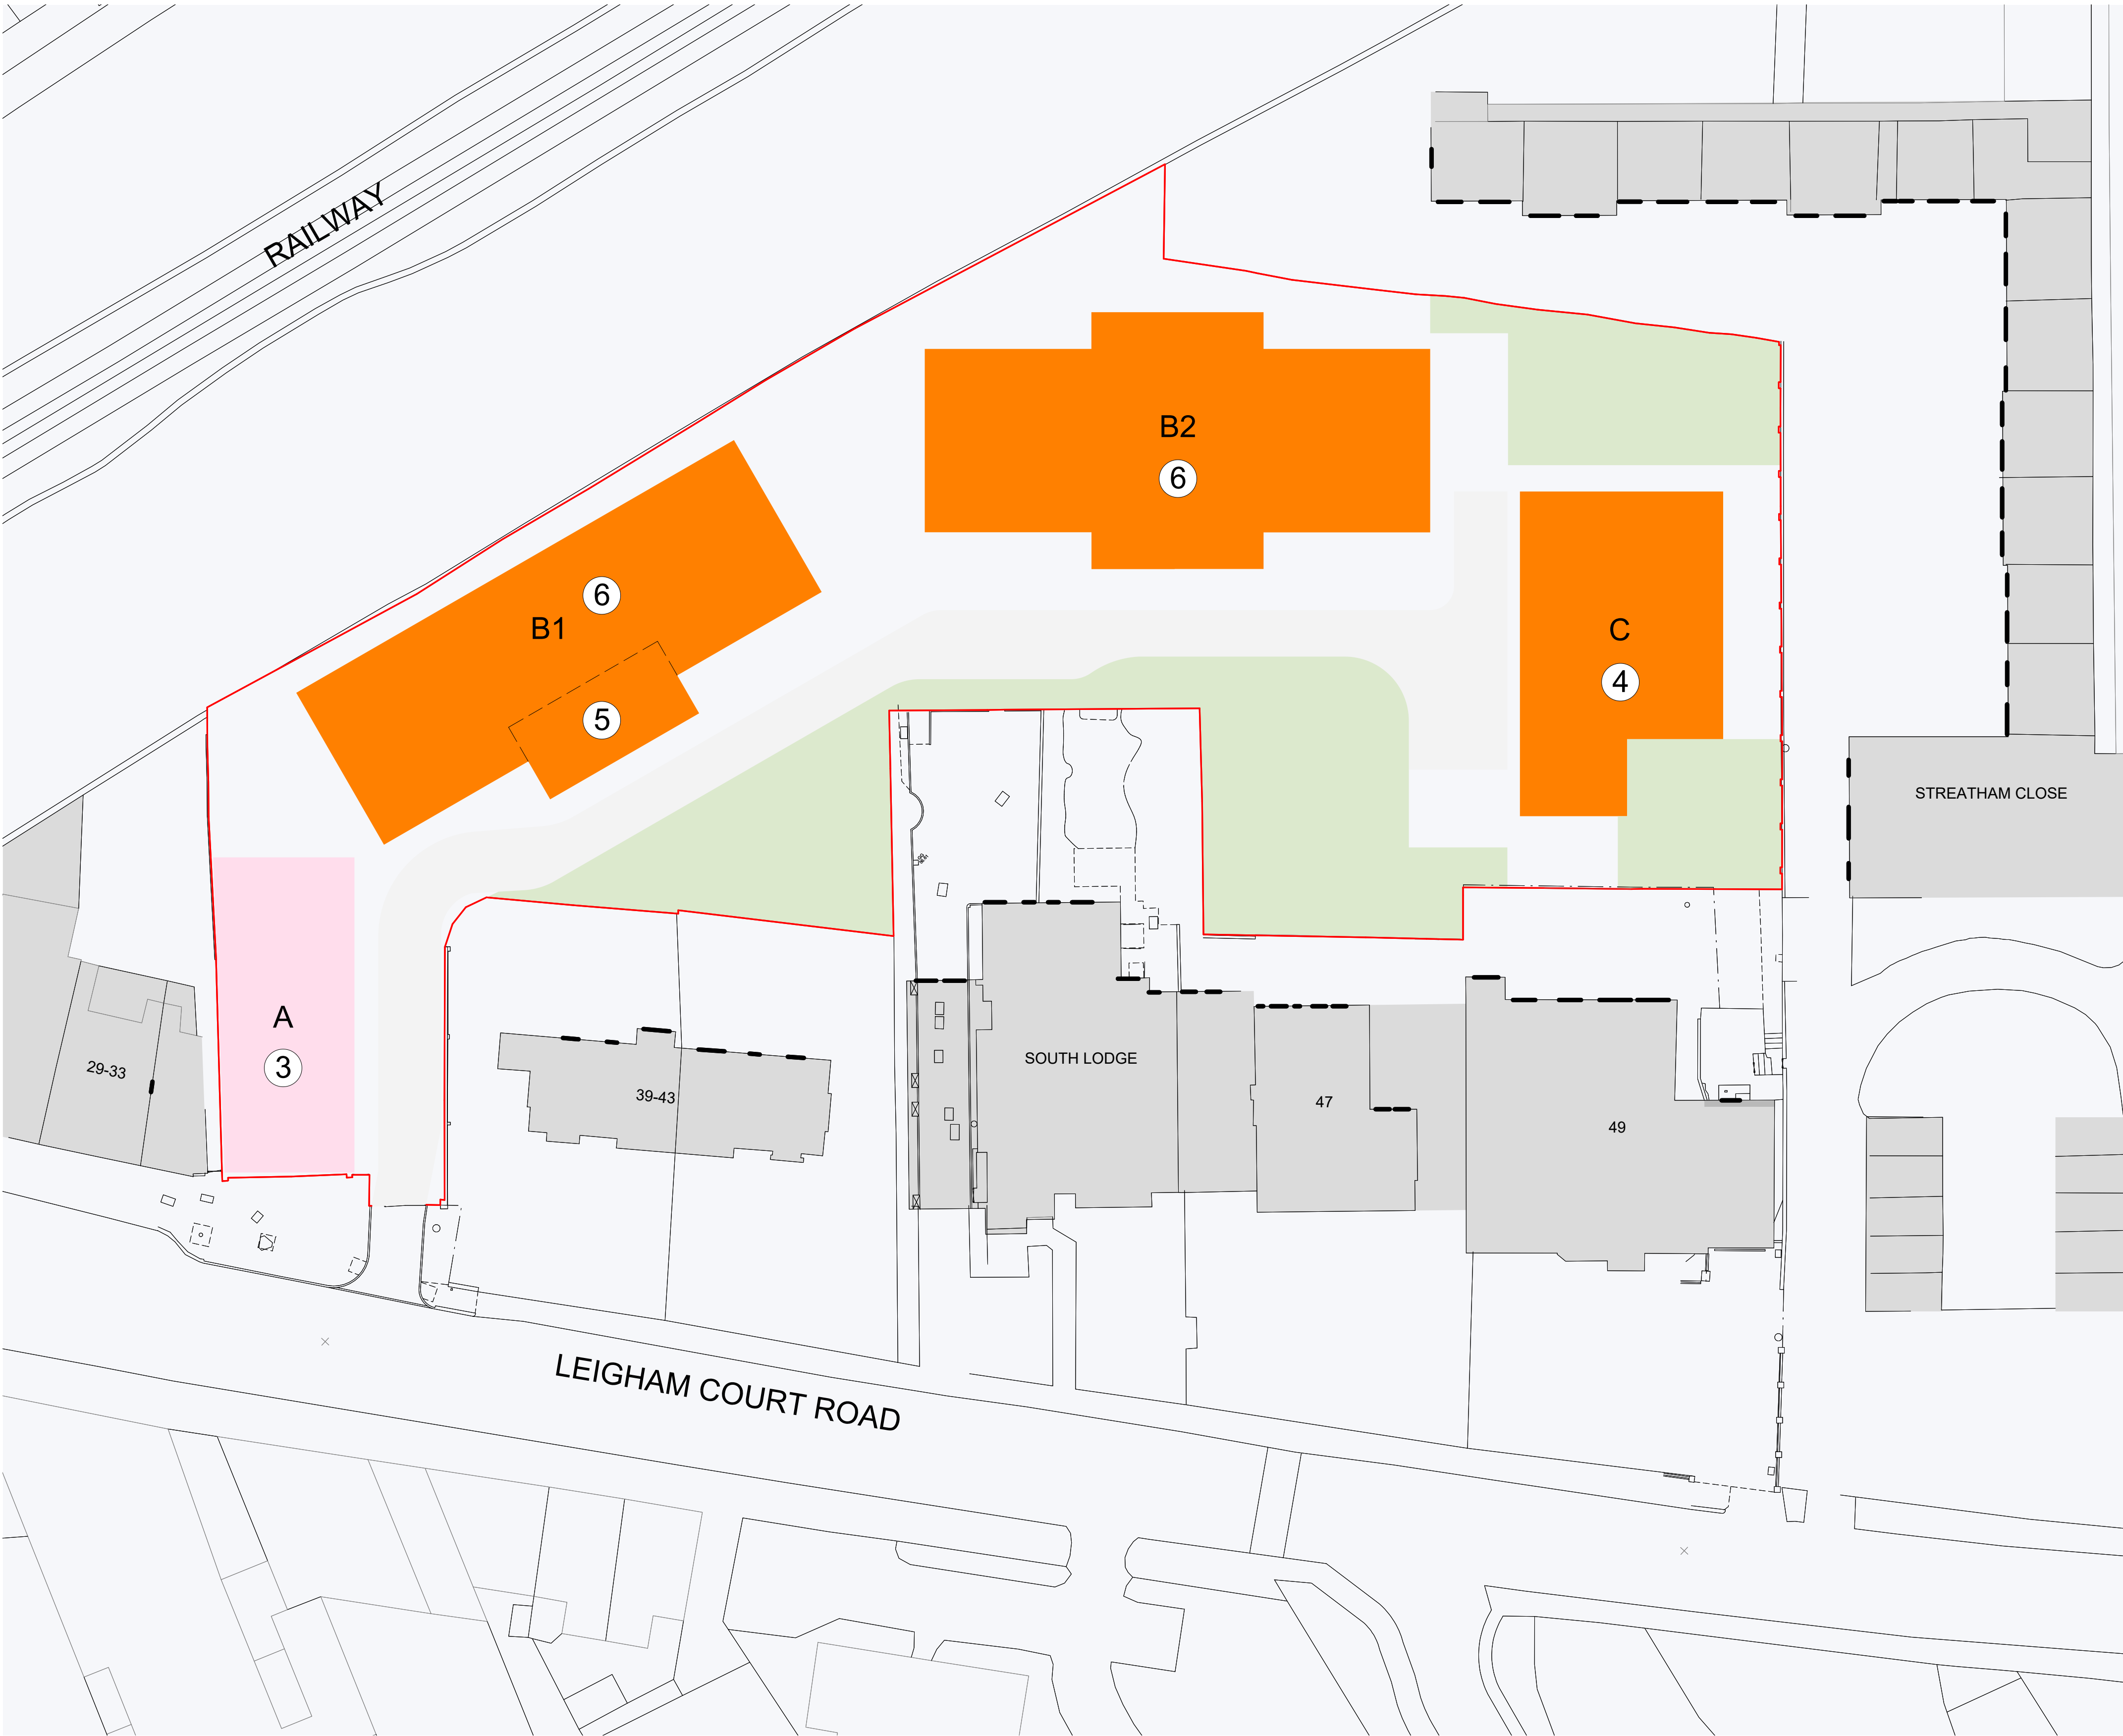 RAILWAY
B2
6
6
B1
C
4
5
STREATHAM CLOSE
A
3
29-33
39-43
SOUTH LODGE
47
49
LEIGHAM COURT ROAD